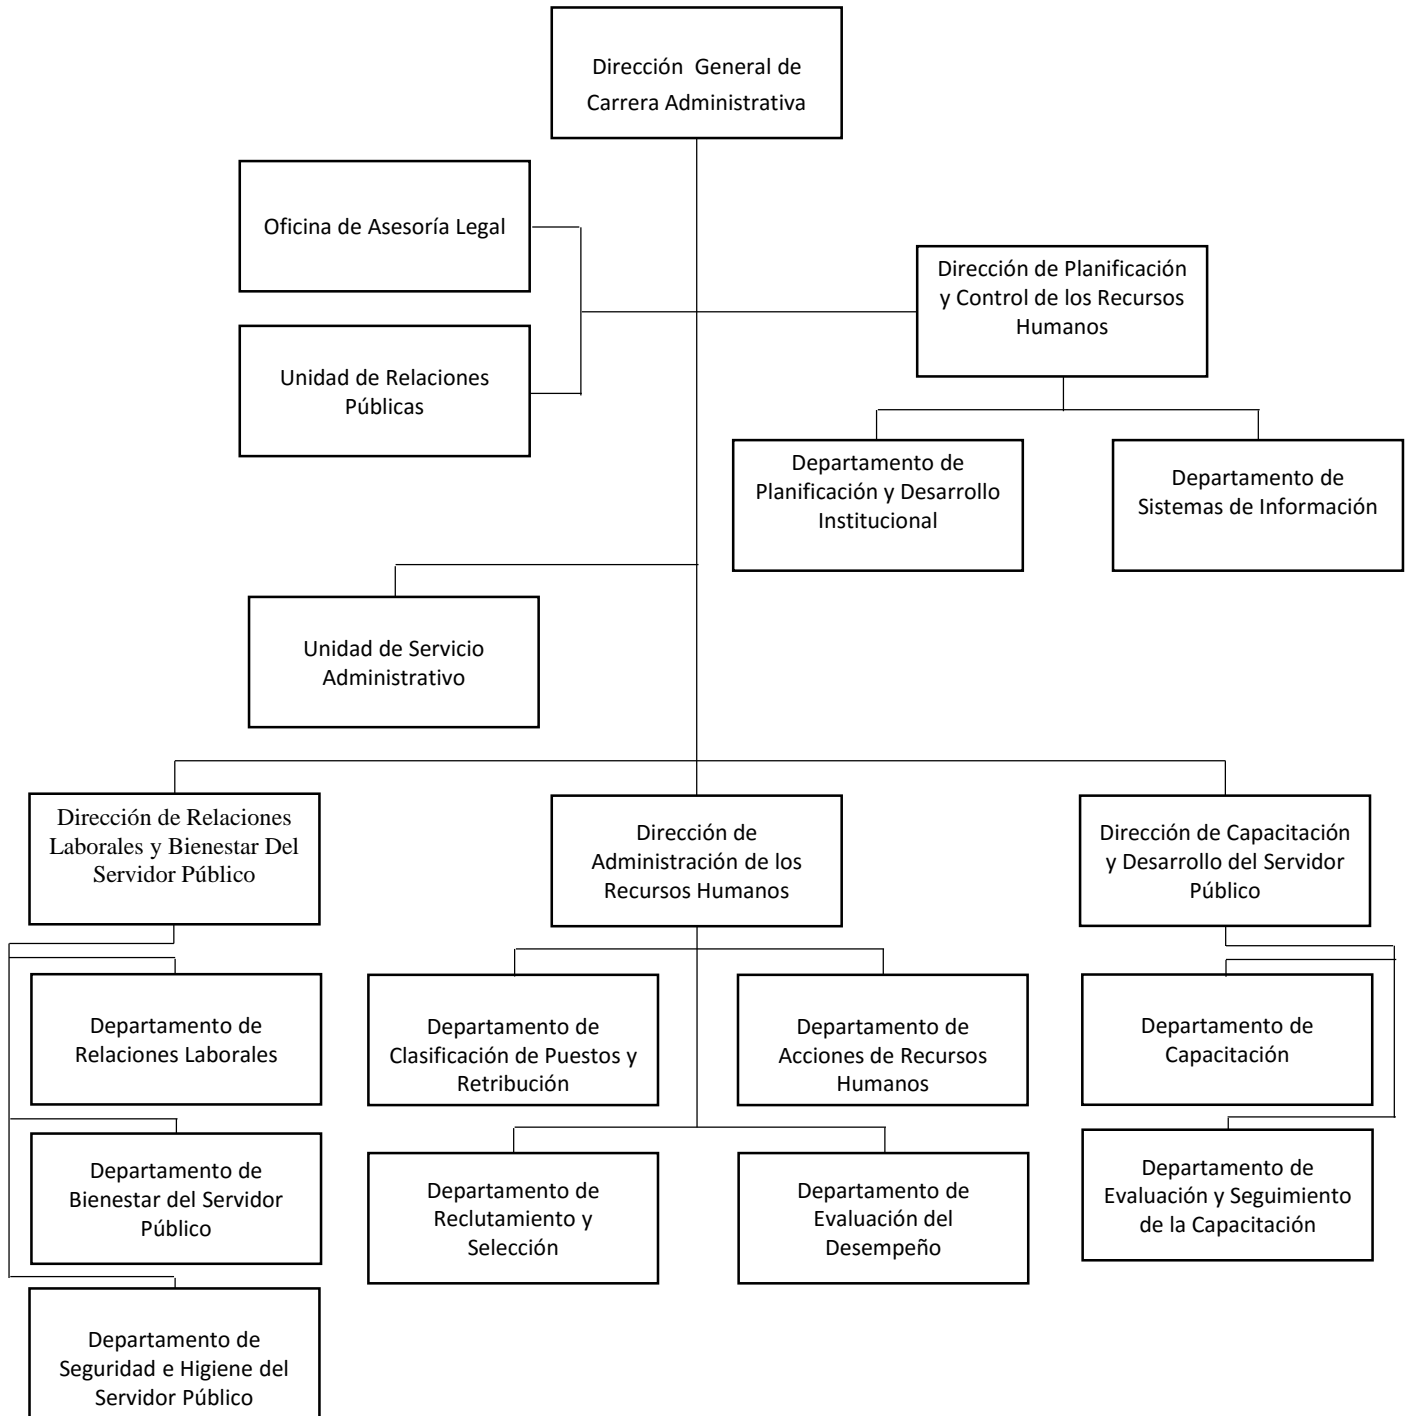 Dirección General de
Carrera Administrativa
Oficina de Asesoría Legal
Dirección de Planificación
y Control de los Recursos
Humanos
Unidad de Relaciones
Públicas
Departamento de
Planificación y Desarrollo
Institucional
Departamento de
Sistemas de Información
Unidad de Servicio
Administrativo
Dirección de Relaciones
Laborales y Bienestar Del
Servidor Público
Dirección de
Administración de los
Recursos Humanos
Dirección de Capacitación
y Desarrollo del Servidor
Público
Departamento de
Relaciones Laborales
Departamento de
Clasificación de Puestos y
Retribución
Departamento de
Acciones de Recursos
Humanos
Departamento de
Capacitación
Departamento de
Bienestar del Servidor
Público
Departamento de
Reclutamiento y
Selección
Departamento de
Evaluación del
Desempeño
Departamento de
Evaluación y Seguimiento
de la Capacitación
Departamento de
Seguridad e Higiene del
Servidor Público